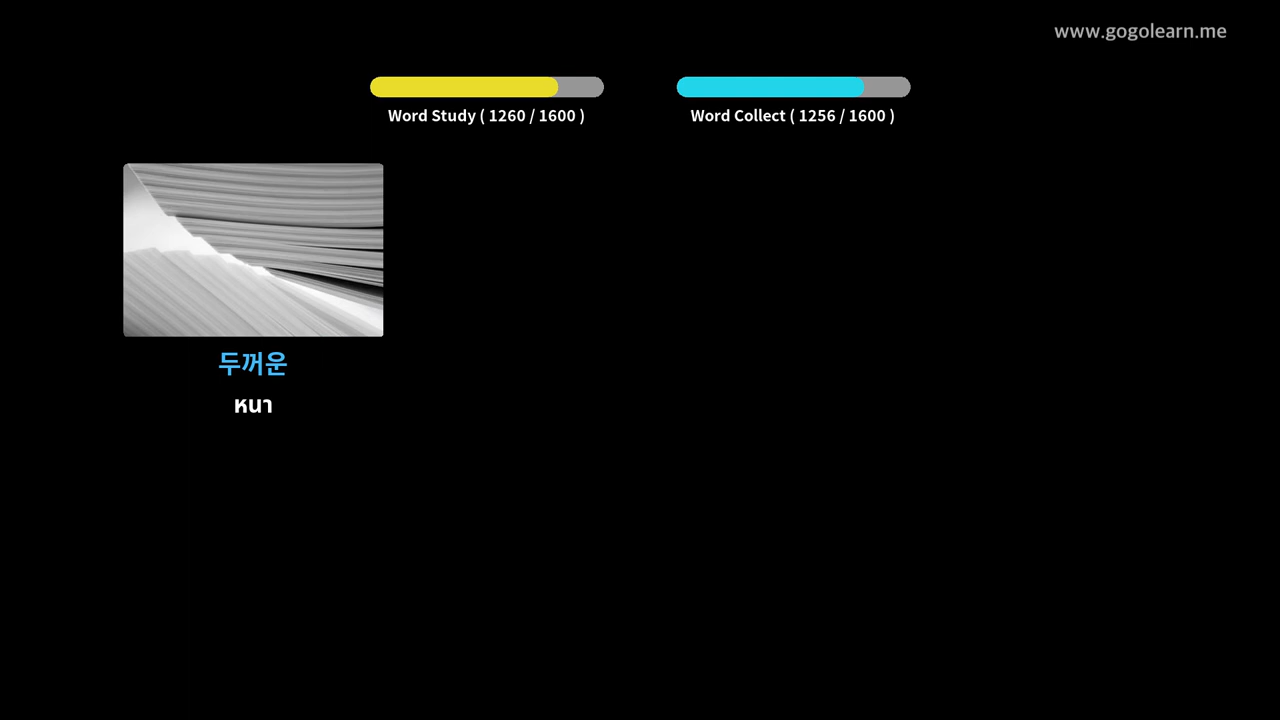 www.gogolearn.me
Word Study ( 1260 / 1600 )
Word Collect ( 1256 / 1600 )
두꺼운
หนา